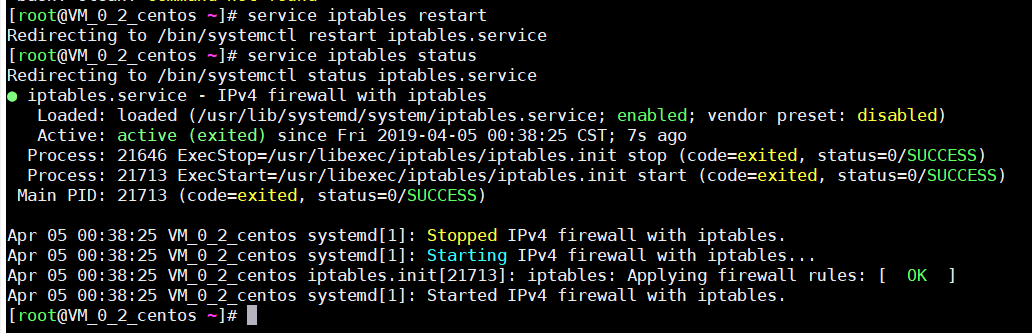 [root@VM_0_2_centos ~]# service iptables restart
Redirecting to /bin/systemctl restart iptables.service
[root@VM_0_2_centos ~]# service iptables status
Redirecting to /bin/systemctl status iptables.service
● iptables.service - IPv4 firewall with iptables
   Loaded: loaded (/usr/lib/systemd/system/iptables.service; enabled; vendor preset: disabled)
   Active: active (exited) since Fri 2019-04-05 00:38:25 CST; 7s ago
  Process: 21646 ExecStop=/usr/libexec/iptables/iptables.init stop (code=exited, status=0/SUCCESS)
  Process: 21713 ExecStart=/usr/libexec/iptables/iptables.init start (code=exited, status=0/SUCCESS)
 Main PID: 21713 (code=exited, status=0/SUCCESS)

Apr 05 00:38:25 VM_0_2_centos systemd[1]: Stopped IPv4 firewall with iptables.
Apr 05 00:38:25 VM_0_2_centos systemd[1]: Starting IPv4 firewall with iptables...
Apr 05 00:38:25 VM_0_2_centos iptables.init[21713]: iptables: Applying firewall rules: [  OK  ]
Apr 05 00:38:25 VM_0_2_centos systemd[1]: Started IPv4 firewall with iptables.
[root@VM_0_2_centos ~]#